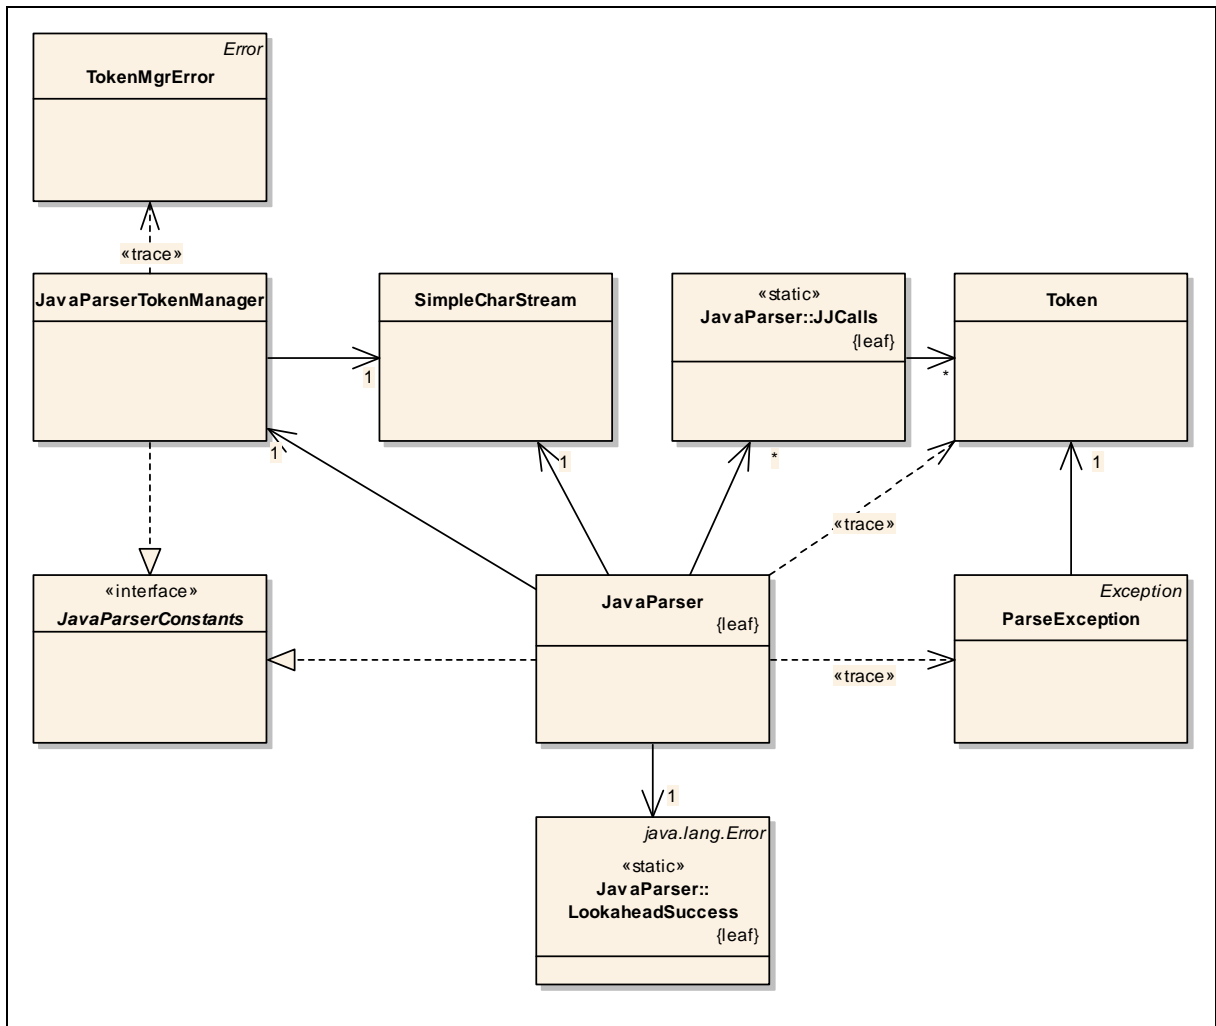 Error
TokenMgrError
«trace»
JavaParserTokenManager
SimpleCharStream
«static»
JavaParser::JJCalls
{leaf}
Token
1
*
1
1
*
1
«trace»
«interface»
JavaParserConstants
JavaParser
{leaf}
Exception
ParseException
«trace»
1
java.lang.Error
«static»
JavaParser::
LookaheadSuccess
{leaf}